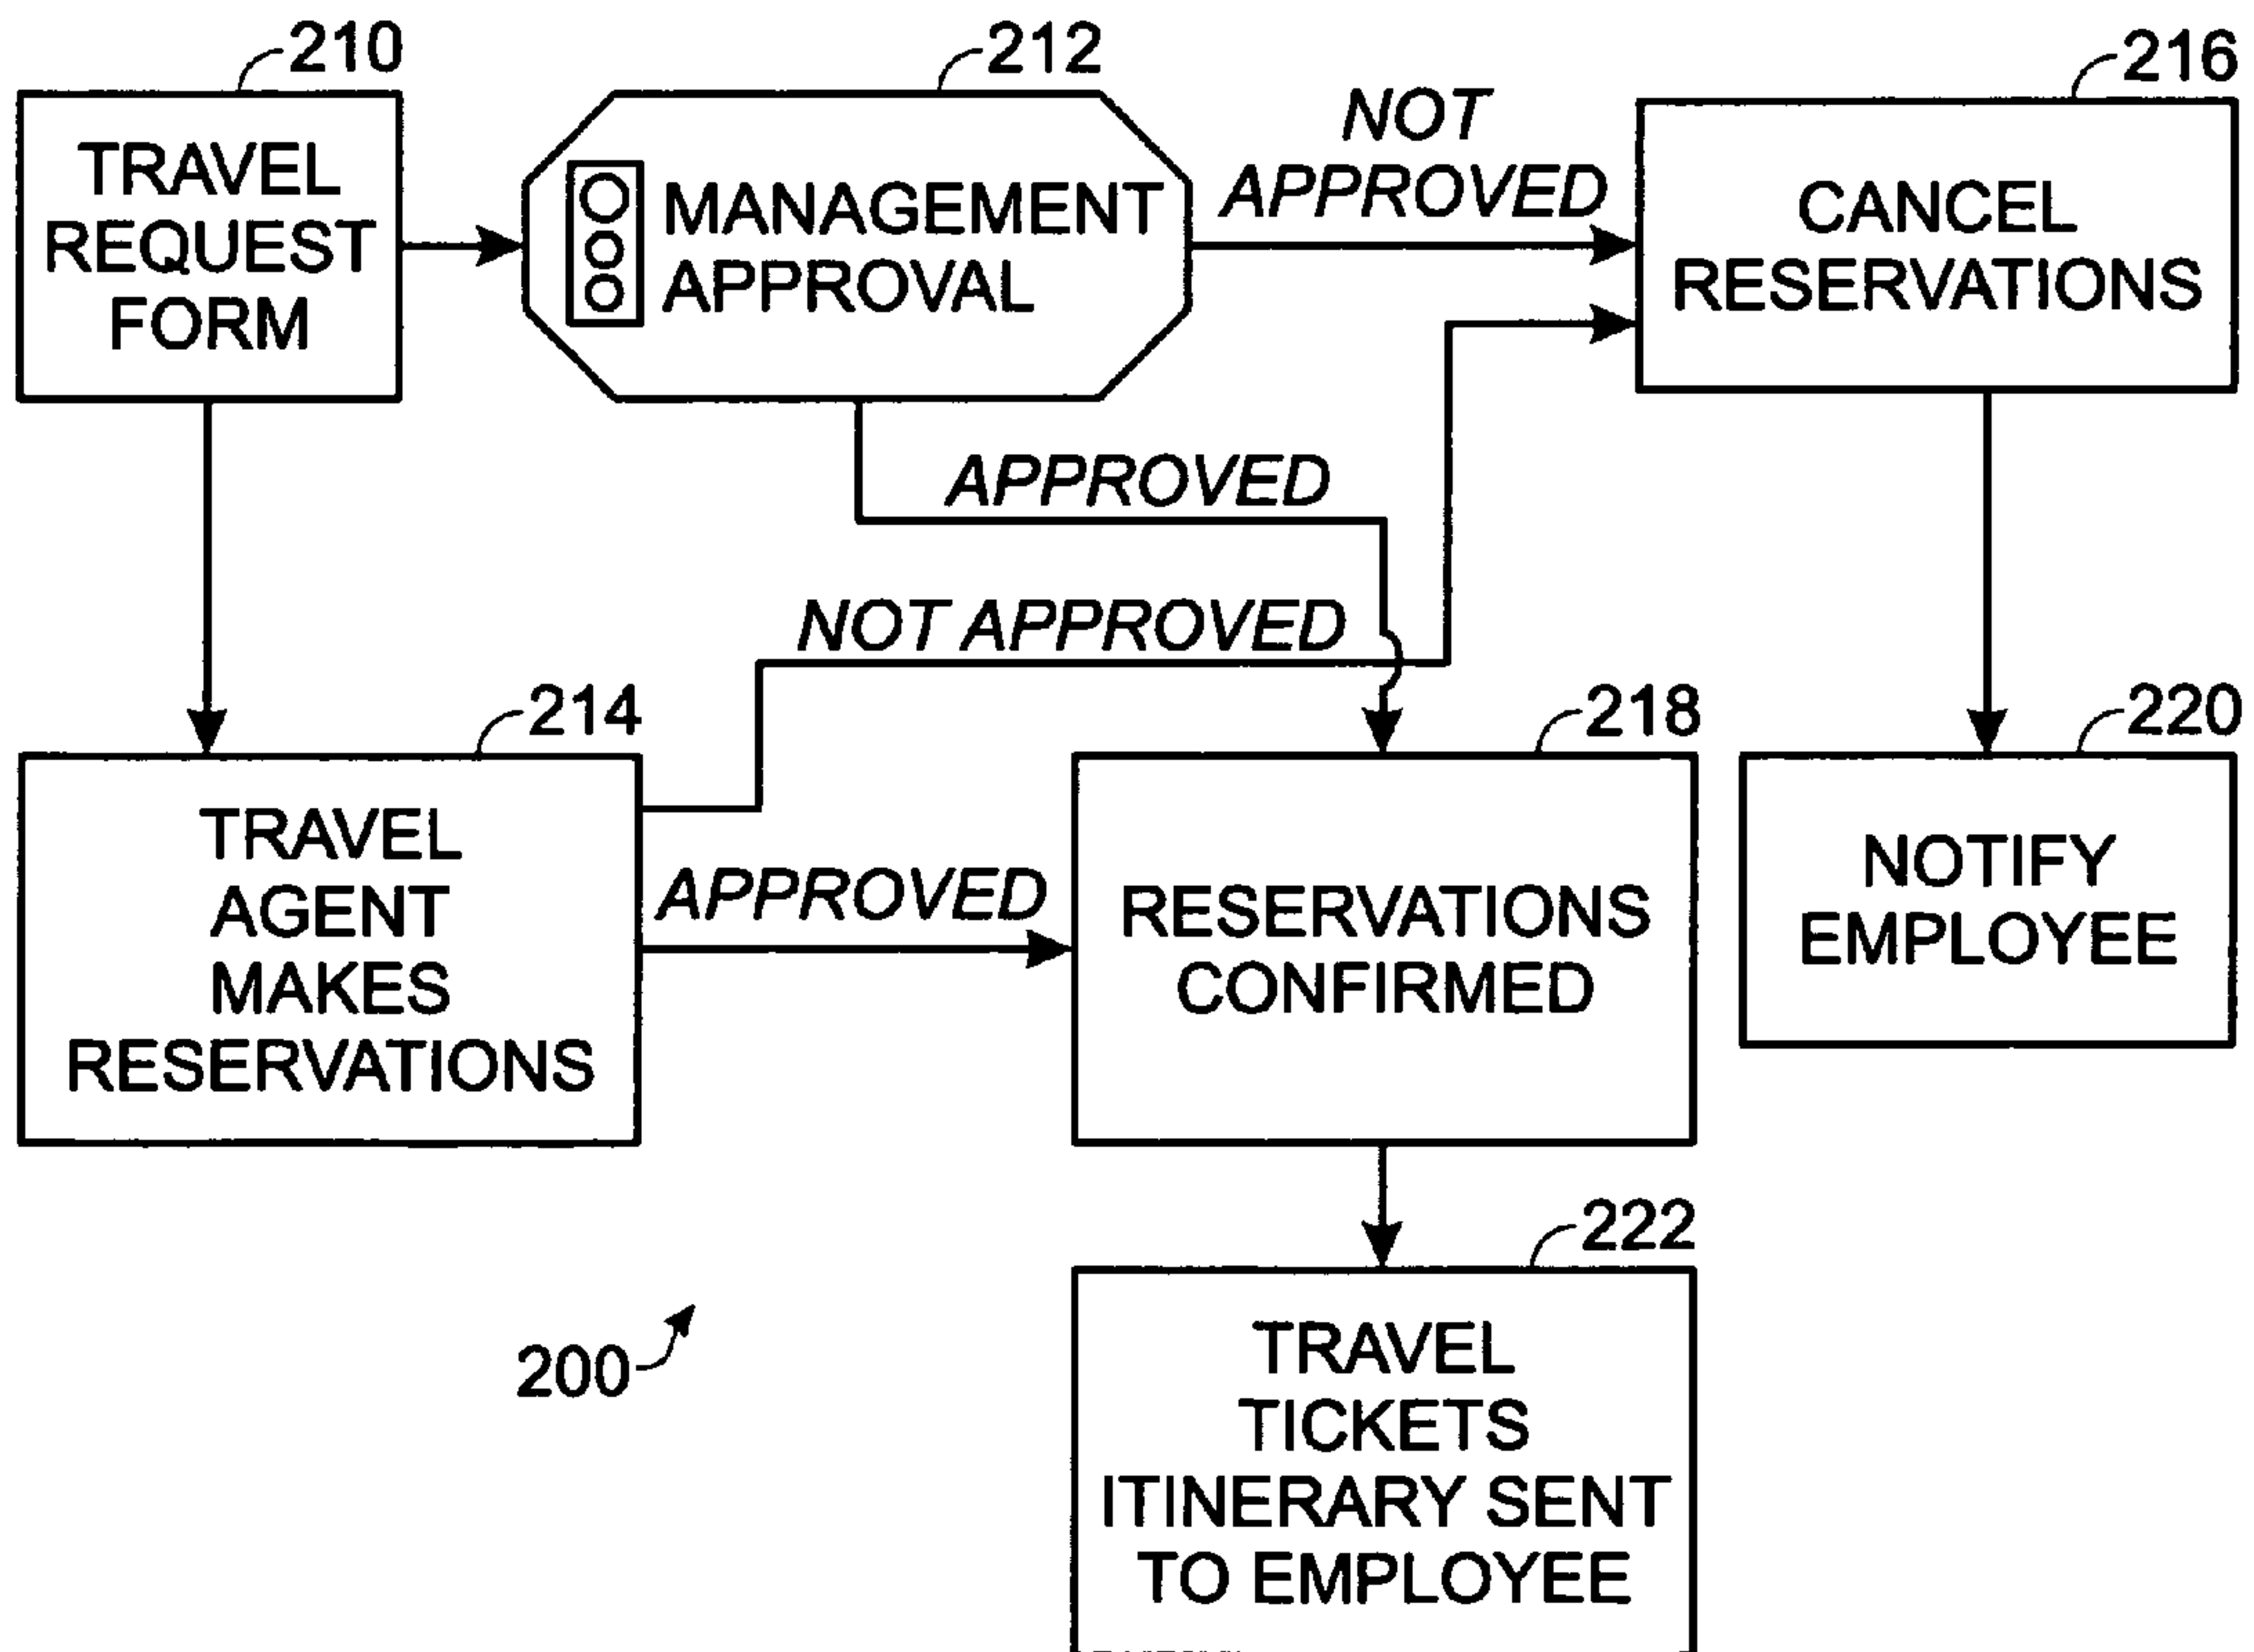 210
TRAVEL
REQUEST
FORM
212
MANAGEMENT
APPROVAL
NOT
APPROVED
216
CANCEL
RESERVATIONS
APPROVED
NOT APPROVED
214
TRAVEL
AGENT
MAKES
RESERVATIONS
APPROVED
218
RESERVATIONS
CONFIRMED
220
NOTIFY
EMPLOYEE
222
TRAVEL
TICKETS
ITINERARY SENT
TO EMPLOYEE
200